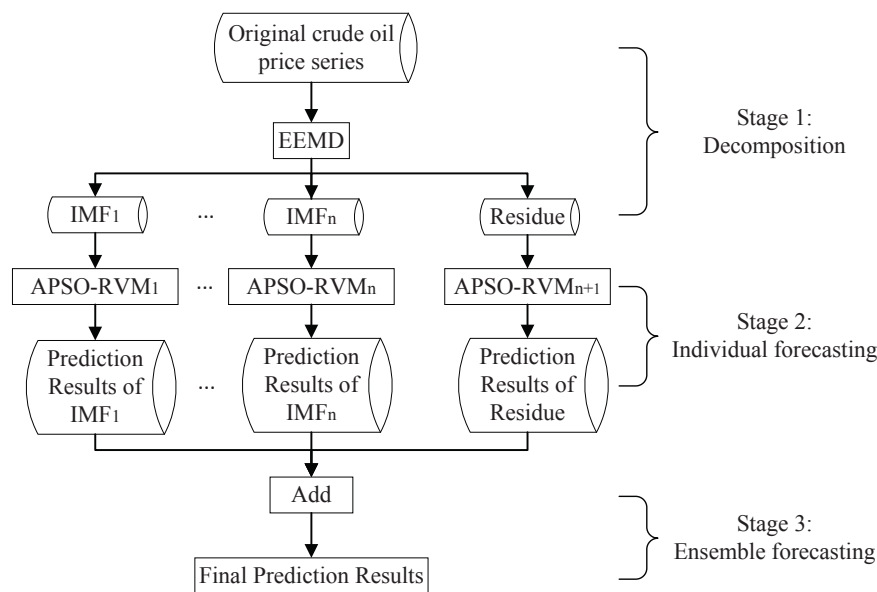 Original crude oil
price series
Stage 1:
Decomposition
EEMD
IMF1
...
IMFn
Residue
APSO-RVM1
...
APSO-RVMn
APSO-RVMn+1
Stage 2:
Individual forecasting
Prediction
Results of
IMF1
...
Prediction
Results of
IMFn
Prediction
Results of
Residue
Add
Stage 3:
Ensemble forecasting
Final Prediction Results